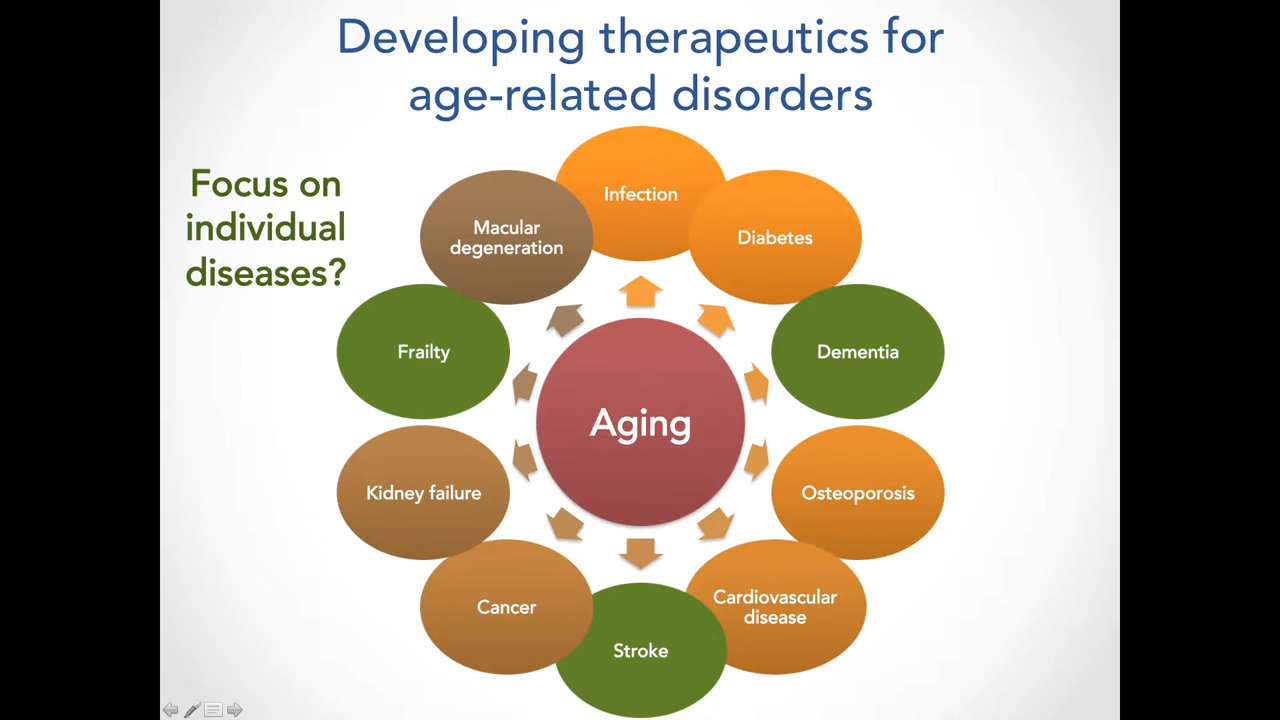 Developing therapeutics for
age-related disorders
Focus on
individual
diseases?
Infection
Macular
degeneration
Diabetes
Frailty
Dementia
Aging
Kidney failure
Osteoporosis
Cancer
Cardiovascular
disease
Stroke